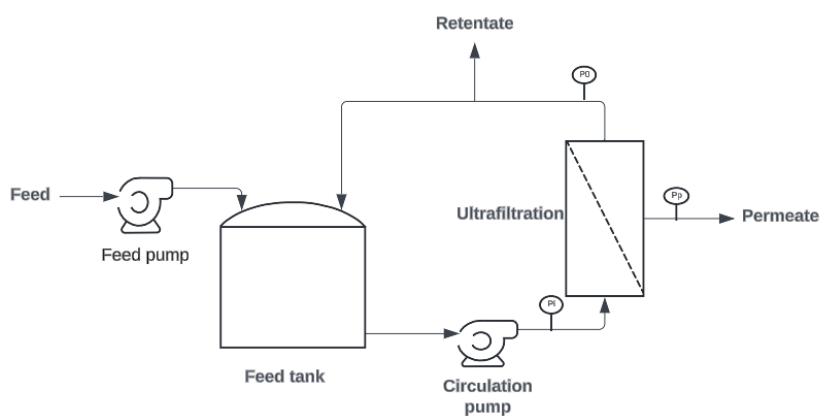 Retentate
P0
Feed
Ultrafiltration
Pp
Permeate
Feed pump
PI
Feed tank
Circulation
pump